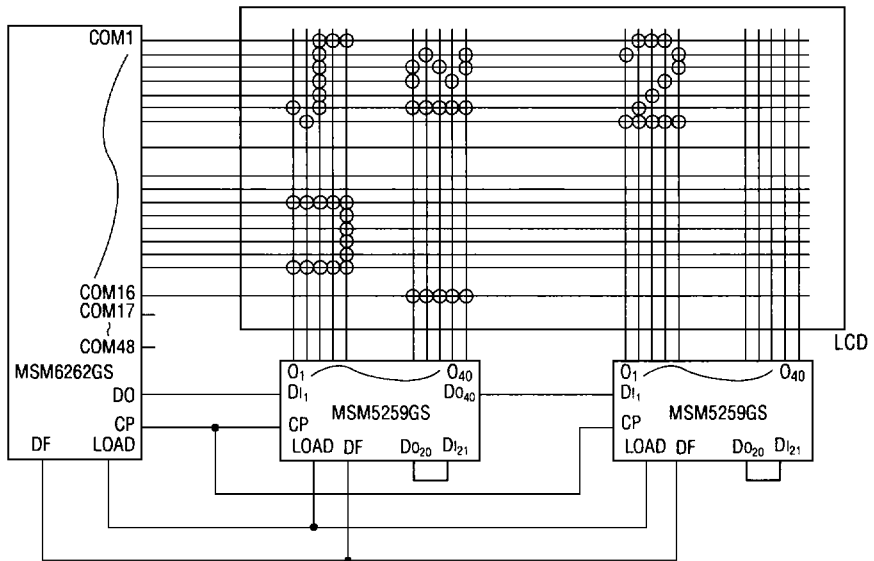 COM1
COM16
COM17
~
COM48
LCD
MSM6262GS
O₁ O₄₀
O₁ O₄₀
DO
DI₁ DO₄₀
DI₁
MSM5259GS
MSM5259GS
CP
CP
CP
DF LOAD
LOAD DF DO₂₀ DI₂₁
LOAD DF DO₂₀ DI₂₁